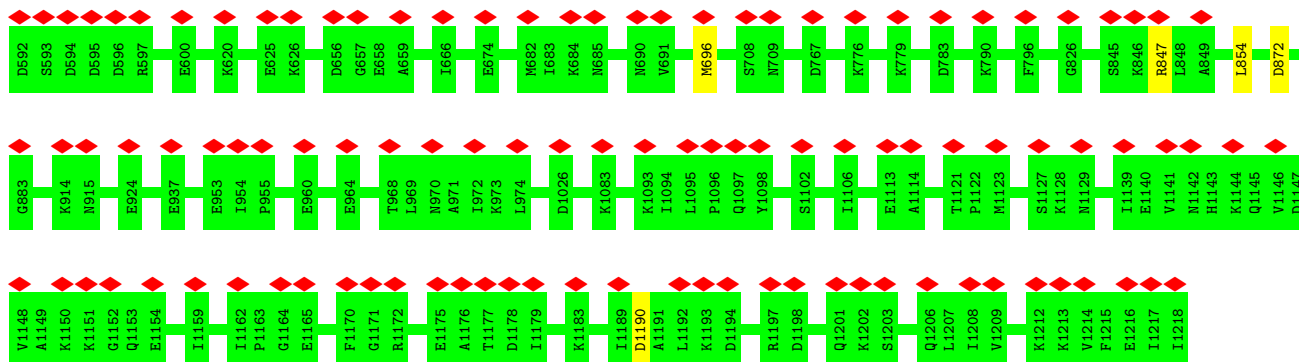 D592 S593 D594 D595 D596 R597 E600 K620 E625 K626 D656 G657 E658 A659 I666 E674 M682 I683 K684 N685 N690 V691 M696 S708 N709 D767 K776 K779 D783 K790 F796 G826 S845 K846 R847 L848 A849 L854 D872
G883 K914 N915 E924 E937 E953 I954 P955 E960 E964 T968 L969 N970 A971 I972 K973 L974 D1026 K1083 K1093 I1094 L1095 P1096 Q1097 Y1098 S1102 I1106 E1113 A1114 T1121 P1122 M1123 S1127 K1128 N1129 I1139 E1140 V1141 N1142 H1143 K1144 Q1145 V1146 D1147
V1148 A1149 K1150 K1151 G1152 Q1153 E1154 I1159 I1162 P1163 G1164 E1165 F1170 G1171 R1172 E1175 A1176 T1177 D1178 I1179 K1183 I1189 D1190 A1191 L1192 K1193 D1194 R1197 D1198 Q1201 K1202 S1203 Q1206 L1207 I1208 V1209 K1212 K1213 V1214 F1215 E1216 I1217 I1218